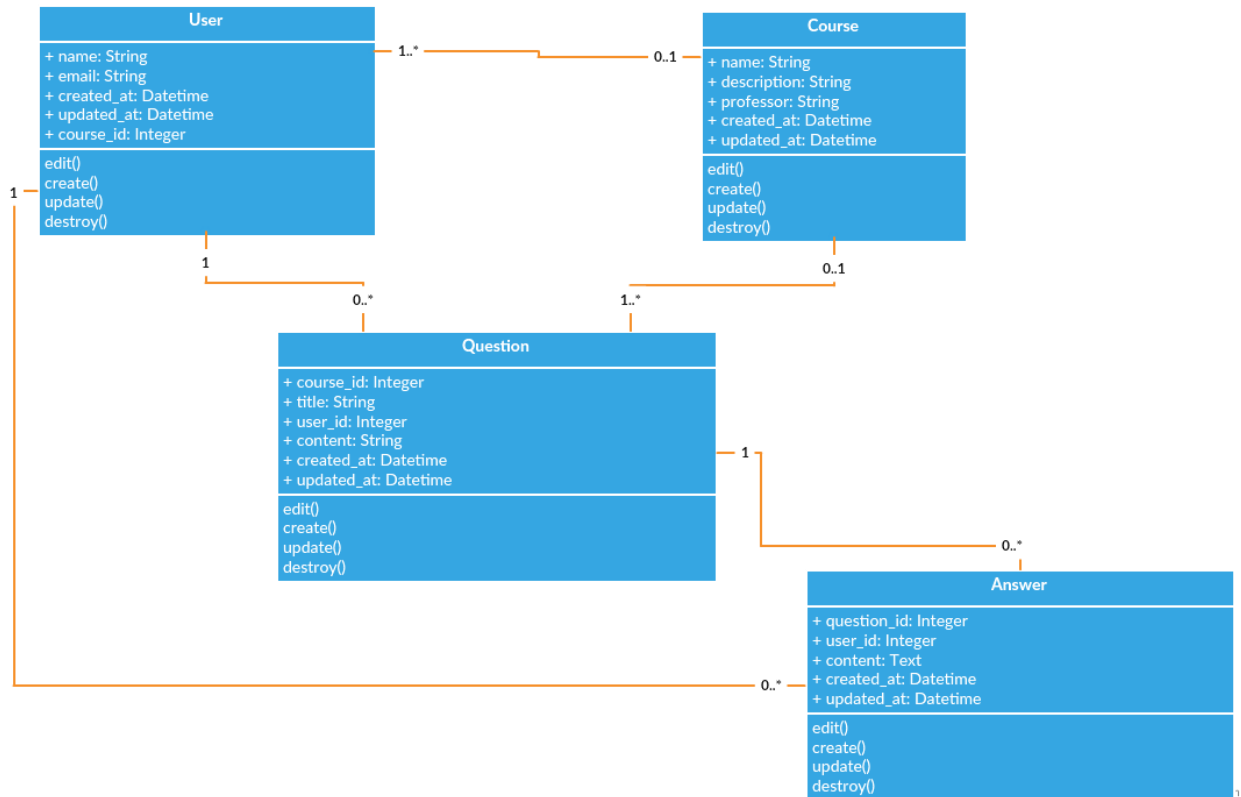 User
+ name: String
+ email: String
+ created_at: Datetime
+ updated_at: Datetime
+ course_id: Integer
edit()
create()
update()
destroy()
1..*
0..1
Course
+ name: String
+ description: String
+ professor: String
+ created_at: Datetime
+ updated_at: Datetime
edit()
create()
update()
destroy()
1
1
0..*
0..1
1..*
Question
+ course_id: Integer
+ title: String
+ user_id: Integer
+ content: String
+ created_at: Datetime
+ updated_at: Datetime
edit()
create()
update()
destroy()
1
0..*
Answer
+ question_id: Integer
+ user_id: Integer
+ content: Text
+ created_at: Datetime
+ updated_at: Datetime
edit()
create()
update()
destroy()
0..*